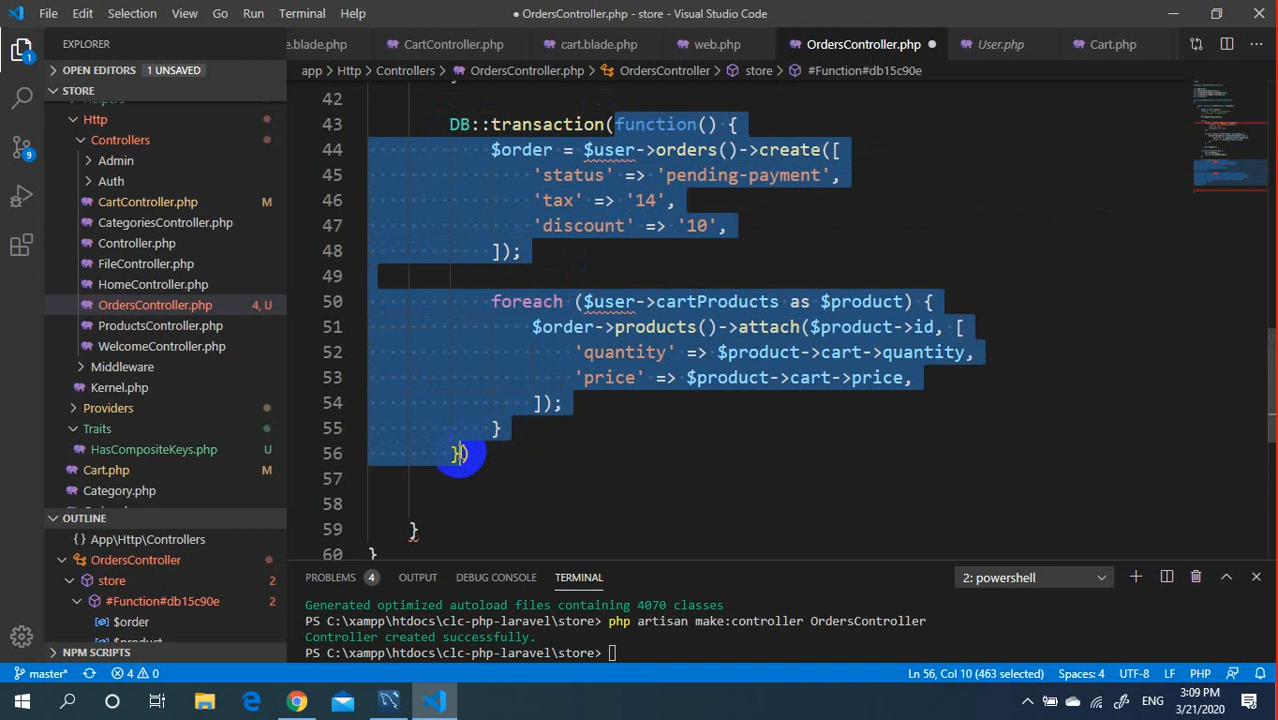 File Edit Selection View Go Run Terminal Help
● OrdersController.php - store - Visual Studio Code
EXPLORER
e.blade.php CartController.php cart.blade.php web.php OrdersController.php ● User.php Cart.php
OPEN EDITORS 1 UNSAVED
app > Http > Controllers > OrdersController.php > OrdersController > store > #Function#db15c90e
STORE
Http
Controllers
Admin
Auth
CartController.php M
CategoriesController.php
Controller.php
FileController.php
HomeController.php
OrdersController.php 4, U
ProductsController.php
WelcomeController.php
Middleware
Kernel.php
Providers
Traits
HasCompositeKeys.php U
Cart.php M
Category.php
OUTLINE
{} App\Http\Controllers
OrdersController 4
store 2
#Function#db15c90e 2
$order
$product
NPM SCRIPTS
42
43 DB::transaction(function() {
44 $order = $user->orders()->create([
45 'status' => 'pending-payment',
46 'tax' => '14',
47 'discount' => '10',
48 ]);
49
50 foreach ($user->cartProducts as $product) {
51 $order->products()->attach($product->id, [
52 'quantity' => $product->cart->quantity,
53 'price' => $product->cart->price,
54 ]);
55 }
56 })
57
58
59 }
60 }
PROBLEMS 4 OUTPUT DEBUG CONSOLE TERMINAL 2: powershell
Generated optimized autoload files containing 4070 classes
PS C:\xampp\htdocs\clc-php-laravel\store> php artisan make:controller OrdersController
Controller created successfully.
PS C:\xampp\htdocs\clc-php-laravel\store>
master* 4 0 Ln 56, Col 10 (463 selected) Spaces: 4 UTF-8 LF PHP
ENG 3:09 PM
3/21/2020